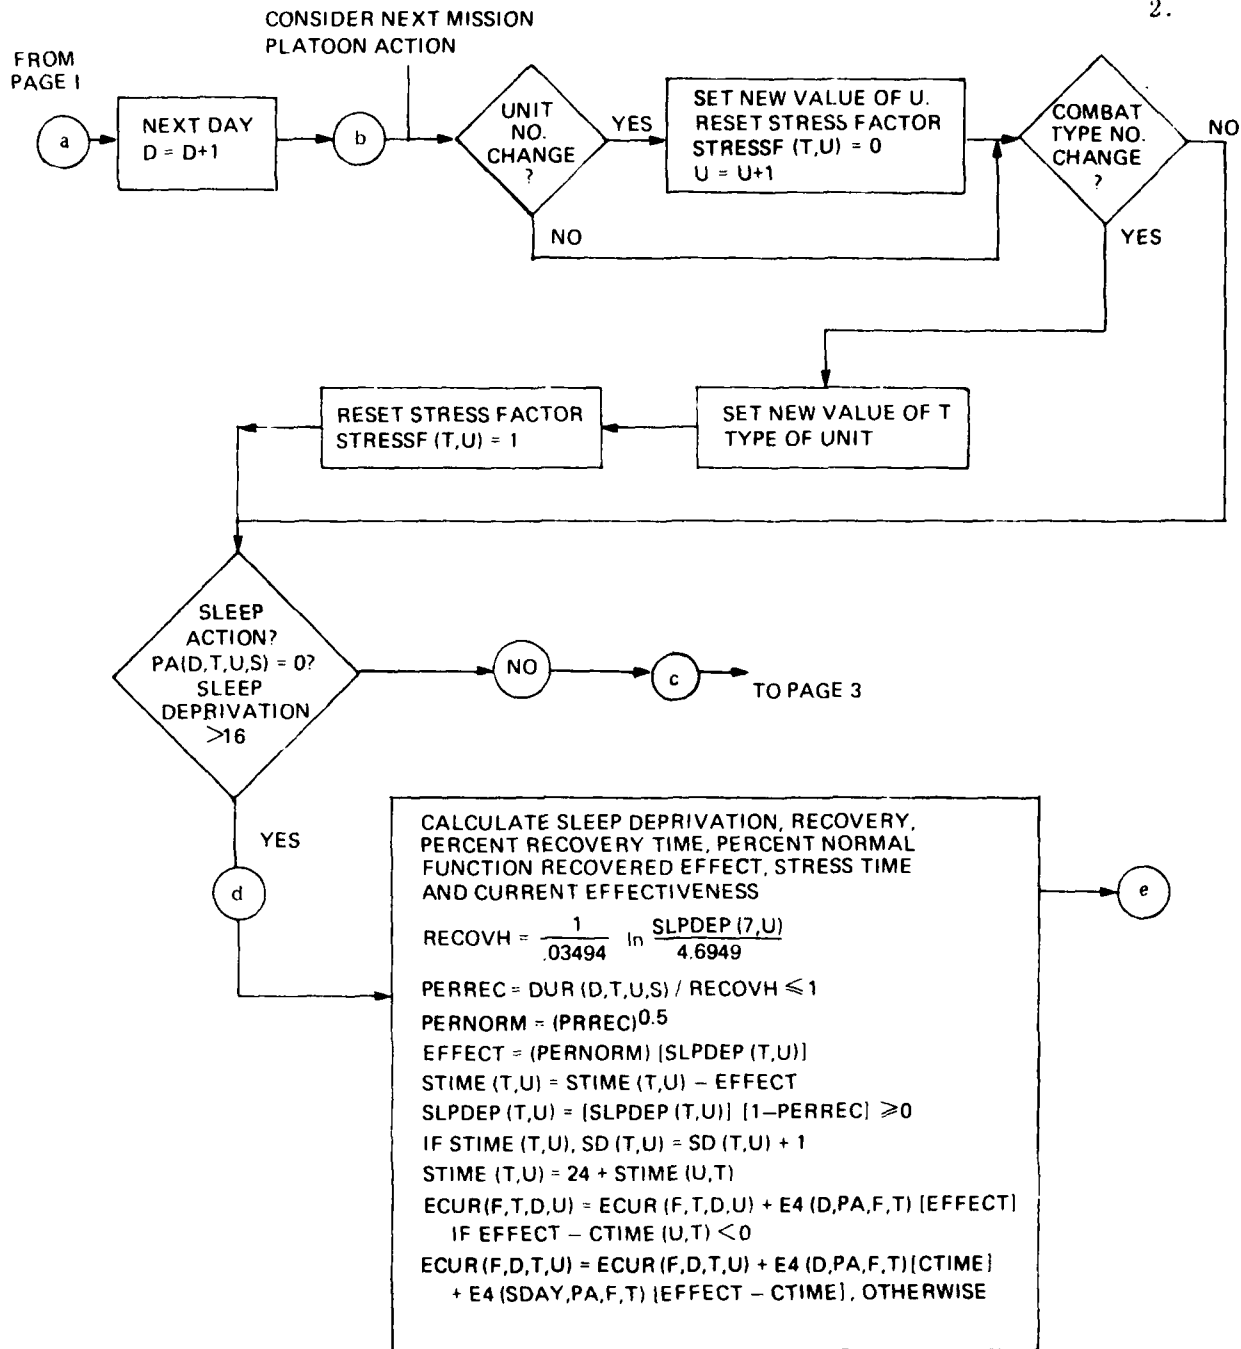 2.
CONSIDER NEXT MISSION
PLATOON ACTION
FROM
PAGE I
a
NEXT DAY
D = D+1
b
UNIT
NO.
CHANGE
?
YES
NO
SET NEW VALUE OF U.
RESET STRESS FACTOR
STRESSF (T,U) = 0
U = U+1
COMBAT
TYPE NO.
CHANGE
?
NO
YES
RESET STRESS FACTOR
STRESSF (T,U) = 1
SET NEW VALUE OF T
TYPE OF UNIT
SLEEP
ACTION?
PA(D,T,U,S) = 0?
SLEEP
DEPRIVATION
>16
NO
c
TO PAGE 3
YES
d
CALCULATE SLEEP DEPRIVATION, RECOVERY,
PERCENT RECOVERY TIME, PERCENT NORMAL
FUNCTION RECOVERED EFFECT, STRESS TIME
AND CURRENT EFFECTIVENESS
RECOVH = 1/.03494 ln SLPDEP (7,U)/4.6949
PERREC = DUR (D,T,U,S) / RECOVH ⩽ 1
PERNORM = (PRREC)^0.5
EFFECT = (PERNORM) [SLPDEP (T,U)]
STIME (T,U) = STIME (T,U) – EFFECT
SLPDEP (T,U) = [SLPDEP (T,U)] [1–PERREC] ⩾0
IF STIME (T,U), SD (T,U) = SD (T,U) + 1
STIME (T,U) = 24 + STIME (U,T)
ECUR(F,T,D,U) = ECUR (F,T,D,U) + E4 (D,PA,F,T) [EFFECT]
IF EFFECT – CTIME (U,T) <0
ECUR (F,D,T,U) = ECUR (F,D,T,U) + E4 (D,PA,F,T) [CTIME]
+ E4 (SDAY,PA,F,T) [EFFECT – CTIME], OTHERWISE
e